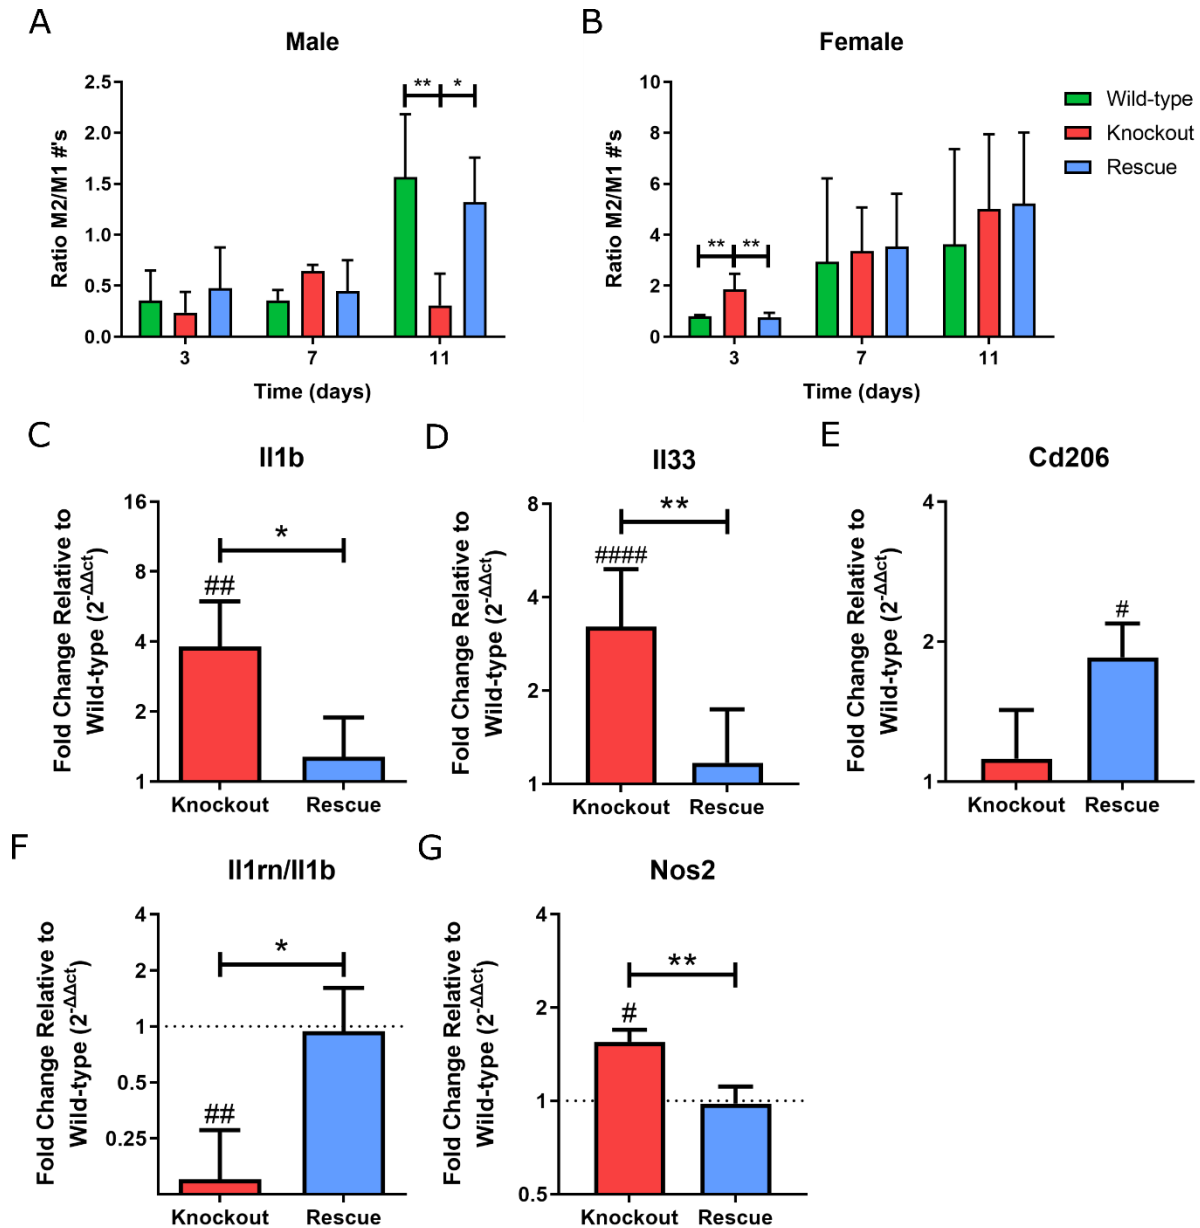 A
Male
Ratio M2/M1 #'s
2.5
2.0
1.5
1.0
0.5
0.0
** *
3 7 11
Time (days)
B
Female
Ratio M2/M1 #'s
10
8
6
4
2
0
** **
3 7 11
Time (days)
Wild-type
Knockout
Rescue
C
Il1b
Fold Change Relative to
Wild-type (2^-ΔΔct)
16
8
4
2
1
*
##
Knockout Rescue
D
Il33
Fold Change Relative to
Wild-type (2^-ΔΔct)
8
4
2
1
**
####
Knockout Rescue
E
Cd206
Fold Change Relative to
Wild-type (2^-ΔΔct)
4
2
1
#
Knockout Rescue
F
Il1rn/Il1b
Fold Change Relative to
Wild-type (2^-ΔΔct)
4
2
1
0.5
0.25
*
##
Knockout Rescue
G
Nos2
Fold Change Relative to
Wild-type (2^-ΔΔct)
4
2
1
0.5
**
#
Knockout Rescue